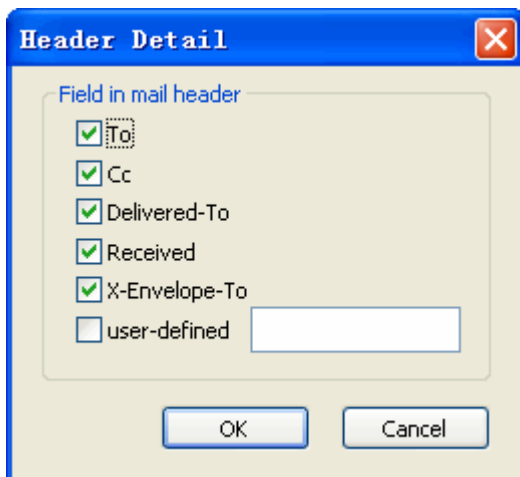 Header Detail
Field in mail header
To
Cc
Delivered-To
Received
X-Envelope-To
user-defined
OK Cancel